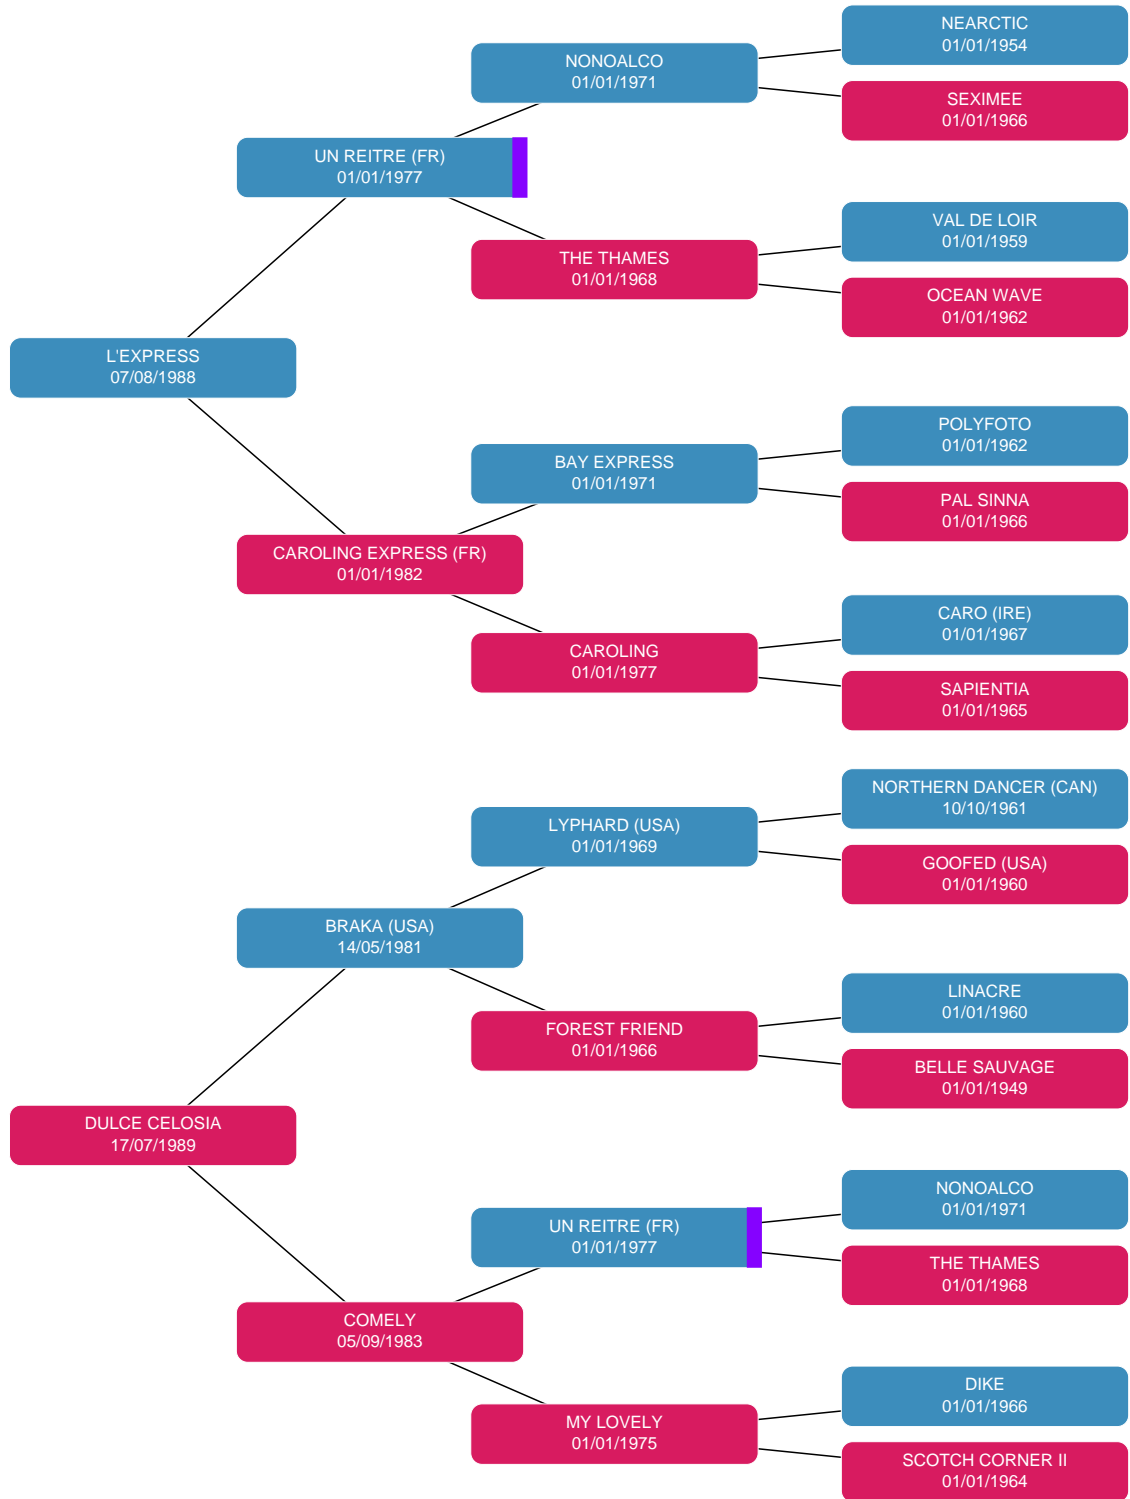 NEARCTIC
01/01/1954
NONOALCO
01/01/1971
SEXIMEE
01/01/1966
UN REITRE (FR)
01/01/1977
VAL DE LOIR
01/01/1959
THE THAMES
01/01/1968
OCEAN WAVE
01/01/1962
L'EXPRESS
07/08/1988
POLYFOTO
01/01/1962
BAY EXPRESS
01/01/1971
PAL SINNA
01/01/1966
CAROLING EXPRESS (FR)
01/01/1982
CARO (IRE)
01/01/1967
CAROLING
01/01/1977
SAPIENTIA
01/01/1965
NORTHERN DANCER (CAN)
10/10/1961
LYPHARD (USA)
01/01/1969
GOOFED (USA)
01/01/1960
BRAKA (USA)
14/05/1981
LINACRE
01/01/1960
FOREST FRIEND
01/01/1966
BELLE SAUVAGE
01/01/1949
DULCE CELOSIA
17/07/1989
NONOALCO
01/01/1971
UN REITRE (FR)
01/01/1977
THE THAMES
01/01/1968
COMELY
05/09/1983
DIKE
01/01/1966
MY LOVELY
01/01/1975
SCOTCH CORNER II
01/01/1964